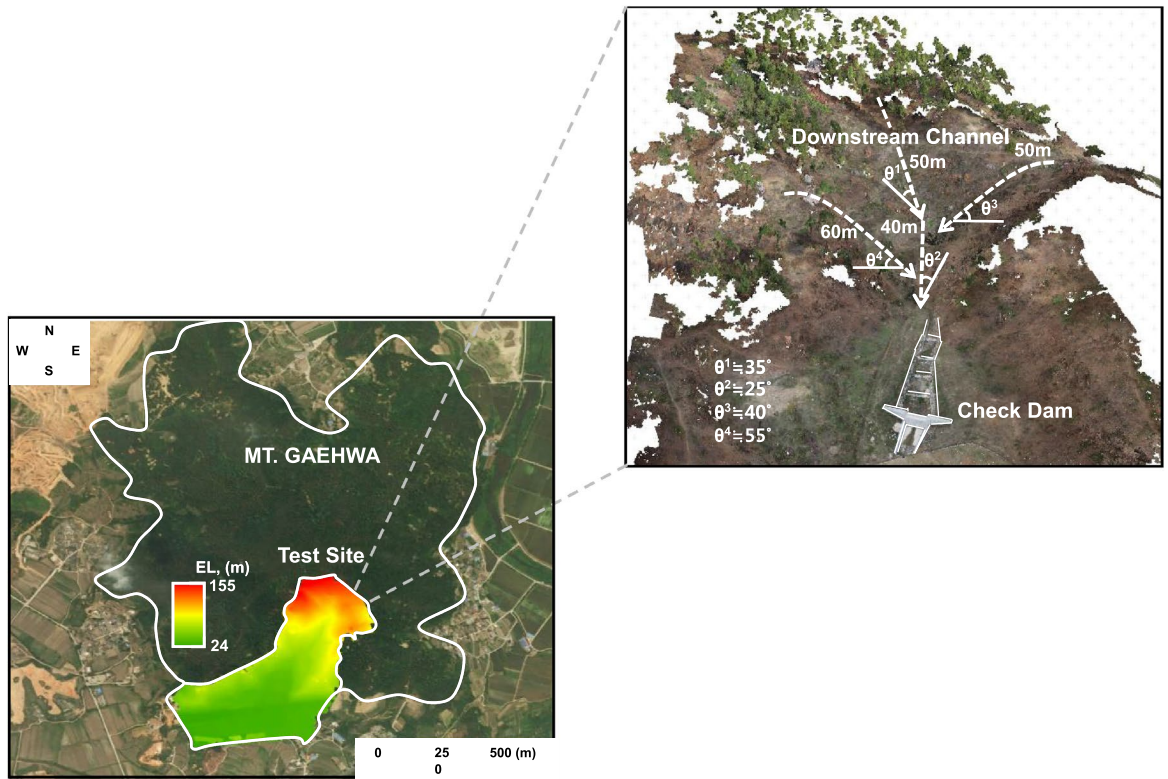 Downstream Channel
50m
50m
θ¹
θ³
60m
40m
θ⁴
θ²
θ¹≒35˚
θ²≒25˚
θ³≒40˚
θ⁴≒55˚
Check Dam
N
W E
S
MT. GAEHWA
Test Site
EL, (m)
155
24
0 25 500 (m)
0